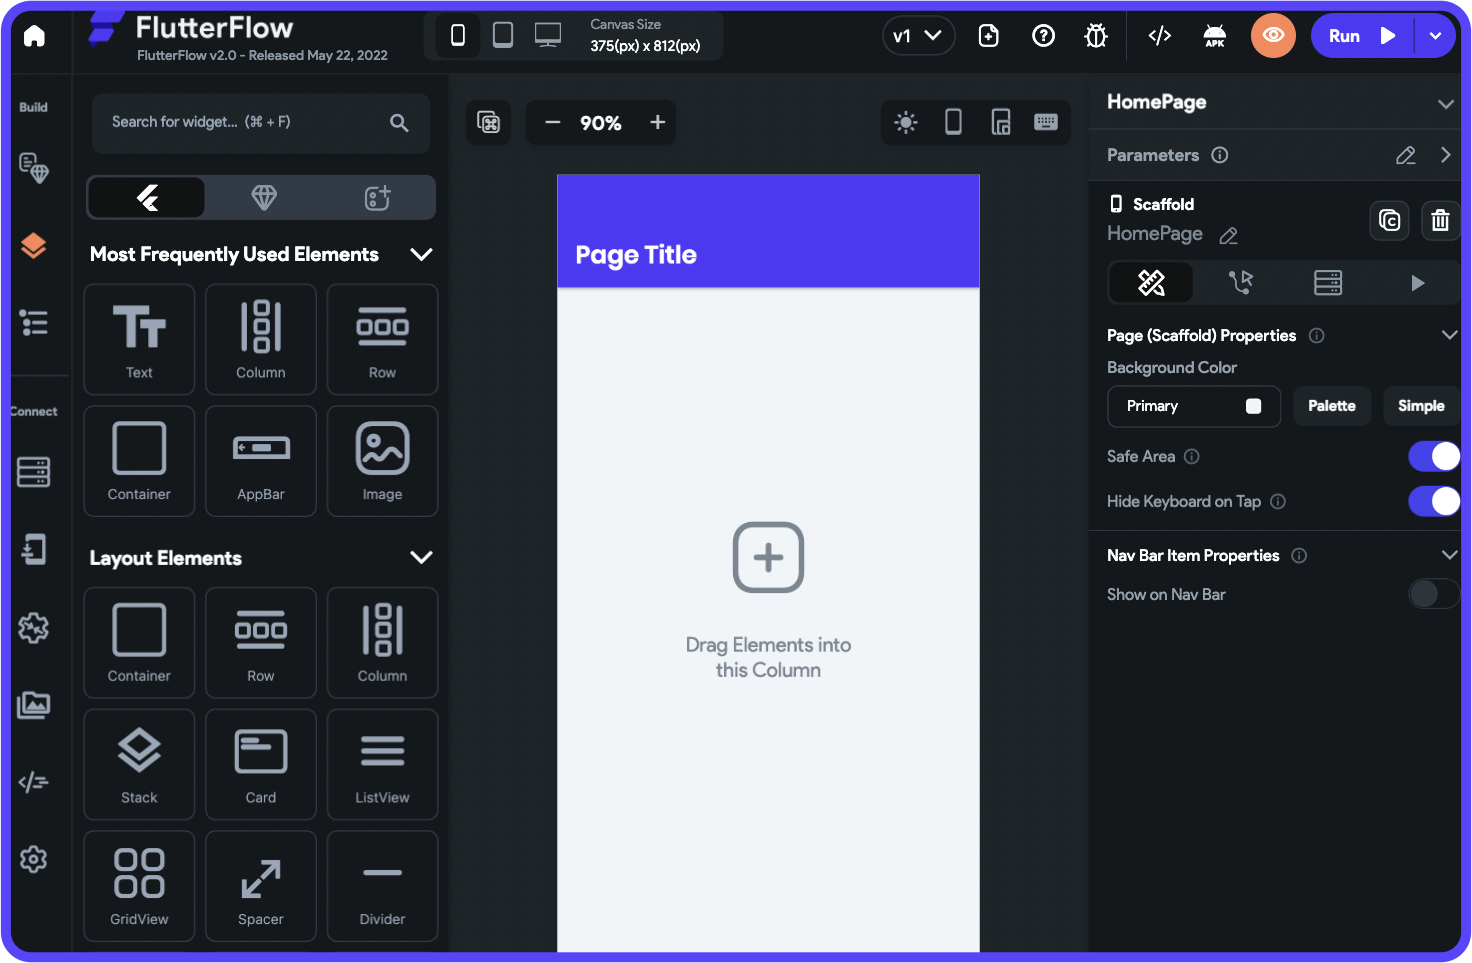 FlutterFlow
FlutterFlow v2.0 - Released May 22, 2022
Canvas Size
375(px) x 812(px)
v1
APK
Run
Build
Connect
Search for widget... (⌘ + F)
Most Frequently Used Elements
Text
Column
Row
Container
AppBar
Image
Layout Elements
Container
Row
Column
Stack
Card
ListView
GridView
Spacer
Divider
90%
Page Title
Drag Elements into
this Column
HomePage
Parameters
Scaffold
HomePage
Page (Scaffold) Properties
Background Color
Primary
Palette
Simple
Safe Area
Hide Keyboard on Tap
Nav Bar Item Properties
Show on Nav Bar